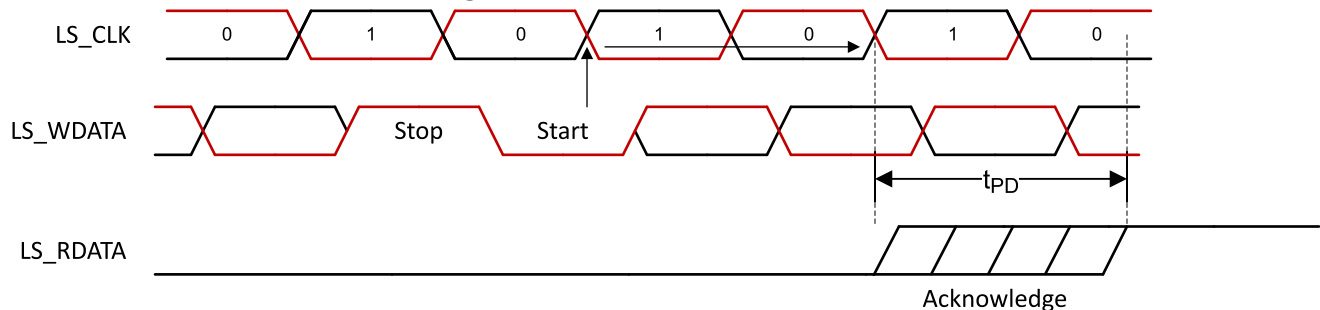 LS_CLK 0 1 0 1 0 1 0
LS_WDATA Stop Start
tPD
LS_RDATA
Acknowledge